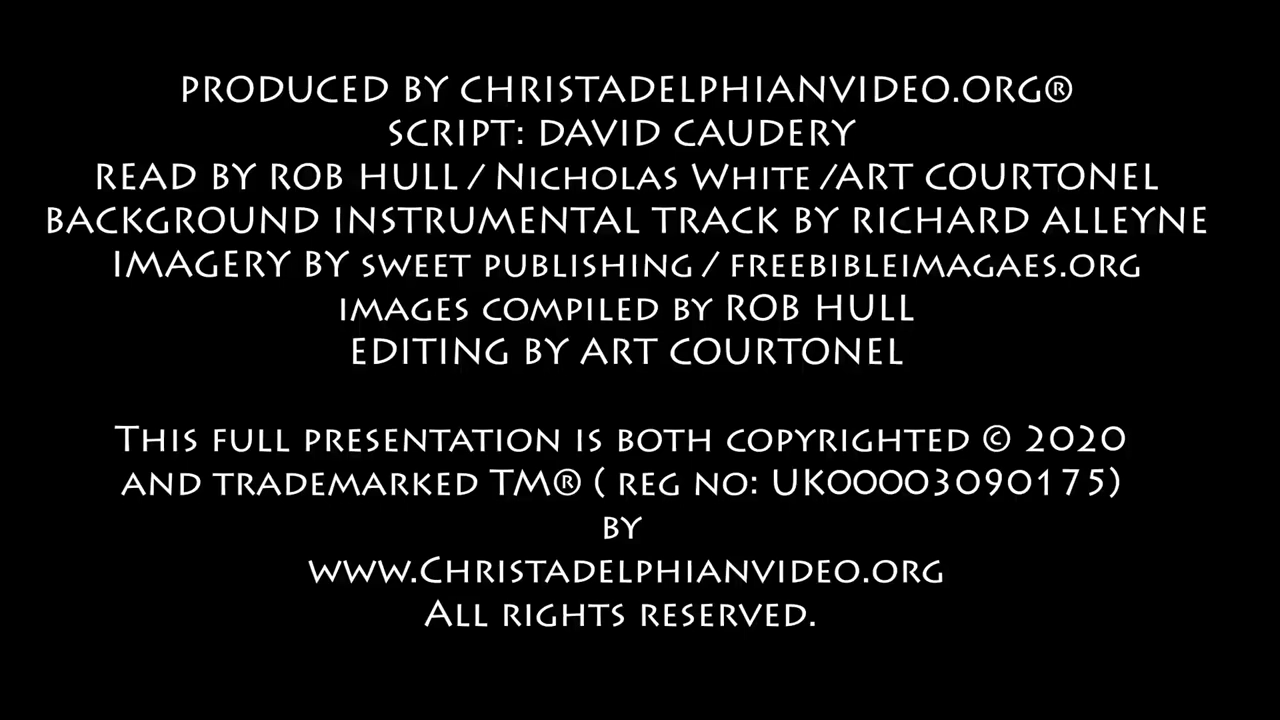 PRODUCED BY CHRISTADELPHIANVIDEO.ORG®
SCRIPT: DAVID CAUDERY
READ BY ROB HULL / NICHOLAS WHITE /ART COURTONEL
BACKGROUND INSTRUMENTAL TRACK BY RICHARD ALLEYNE
IMAGERY BY SWEET PUBLISHING / FREEBIBLEIMAGAES.ORG
IMAGES COMPILED BY ROB HULL
EDITING BY ART COURTONEL
THIS FULL PRESENTATION IS BOTH COPYRIGHTED © 2020
AND TRADEMARKED TM® ( REG NO: UK00003090175)
BY
WWW.CHRISTADELPHIANVIDEO.ORG
ALL RIGHTS RESERVED.